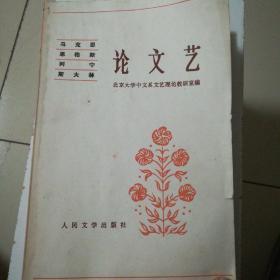 马克思
恩格斯
列宁
斯大林
论文艺
北京大学中文系文艺理论教研室编
人民文学出版社